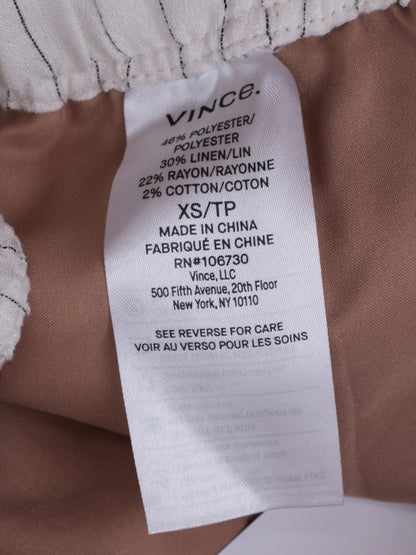 VINCE.
46% POLYESTER/
POLYESTER
30% LINEN/LIN
22% RAYON/RAYONNE
2% COTTON/COTON
XS/TP
MADE IN CHINA
FABRIQUÉ EN CHINE
RN#106730
Vince, LLC
500 Fifth Avenue, 20th Floor
New York, NY 10110
SEE REVERSE FOR CARE
VOIR AU VERSO POUR LES SOINS